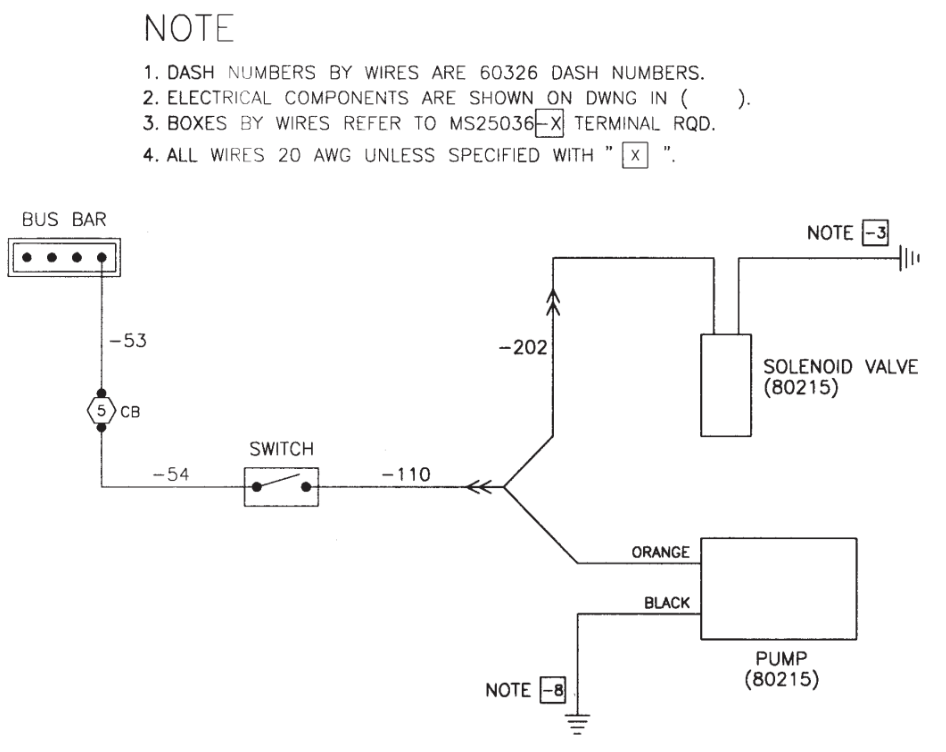 NOTE
1. DASH NUMBERS BY WIRES ARE 60326 DASH NUMBERS.
2. ELECTRICAL COMPONENTS ARE SHOWN ON DWNG IN (    ).
3. BOXES BY WIRES REFER TO MS25036-X TERMINAL RQD.
4. ALL WIRES 20 AWG UNLESS SPECIFIED WITH " X ".
BUS BAR
NOTE -3
-53
-202
SOLENOID VALVE
(80215)
5 CB
SWITCH
-54
-110
ORANGE
BLACK
PUMP
(80215)
NOTE -8